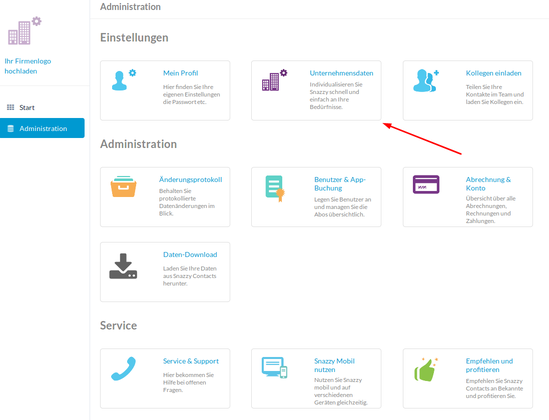 Administration
Ihr Firmenlogo
hochladen
Start
Administration
Einstellungen
Mein Profil
Hier finden Sie Ihre
eigenen Einstellungen
die Passwort etc.
Unternehmensdaten
Individualisieren Sie
Snazzy schnell und
einfach an Ihre
Bedürfnisse.
Kollegen einladen
Teilen Sie Ihre
Kontakte im Team und
laden Sie Kollegen ein.
Administration
Änderungsprotokoll
Behalten Sie
protokollierte
Datenänderungen im
Blick.
Benutzer & App-
Buchung
Legen Sie Benutzer an
und managen Sie die
Abos übersichtlich.
Abrechnung &
Konto
Übersicht über alle
Abrechnungen,
Rechnungen und
Zahlungen.
Daten-Download
Laden Sie Ihre Daten
aus Snazzy Contacts
herunter.
Service
Service & Support
Hier bekommen Sie
Hilfe bei offenen
Fragen.
Snazzy Mobil
nutzen
Nutzen Sie Snazzy
mobil und auf
verschiedenen
Geräten gleichzeitig.
Empfehlen und
profitieren
Empfehlen Sie Snazzy
Contacts an Bekannte
und profitieren Sie.